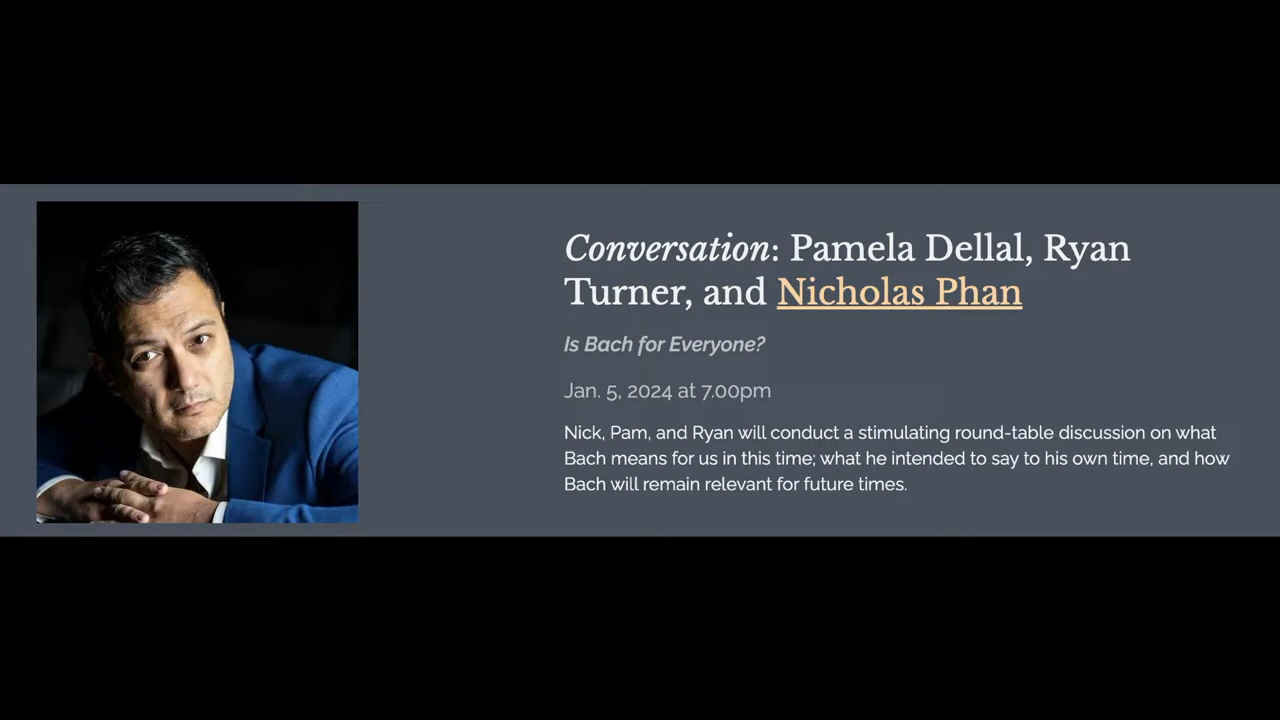 Conversation: Pamela Dellal, Ryan
Turner, and Nicholas Phan
Is Bach for Everyone?
Jan. 5, 2024 at 7.00pm
Nick, Pam, and Ryan will conduct a stimulating round-table discussion on what
Bach means for us in this time; what he intended to say to his own time, and how
Bach will remain relevant for future times.